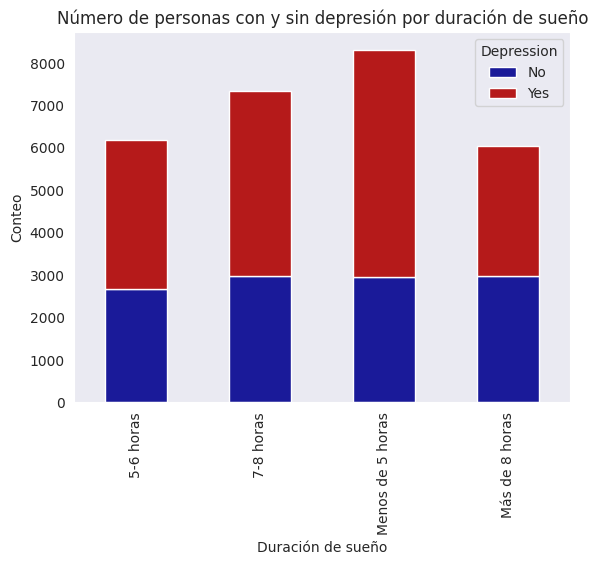 Número de personas con y sin depresión por duración de sueño
Depression
No
Yes
8000
7000
6000
5000
4000
3000
2000
1000
0
Conteo
5-6 horas
7-8 horas
Menos de 5 horas
Más de 8 horas
Duración de sueño